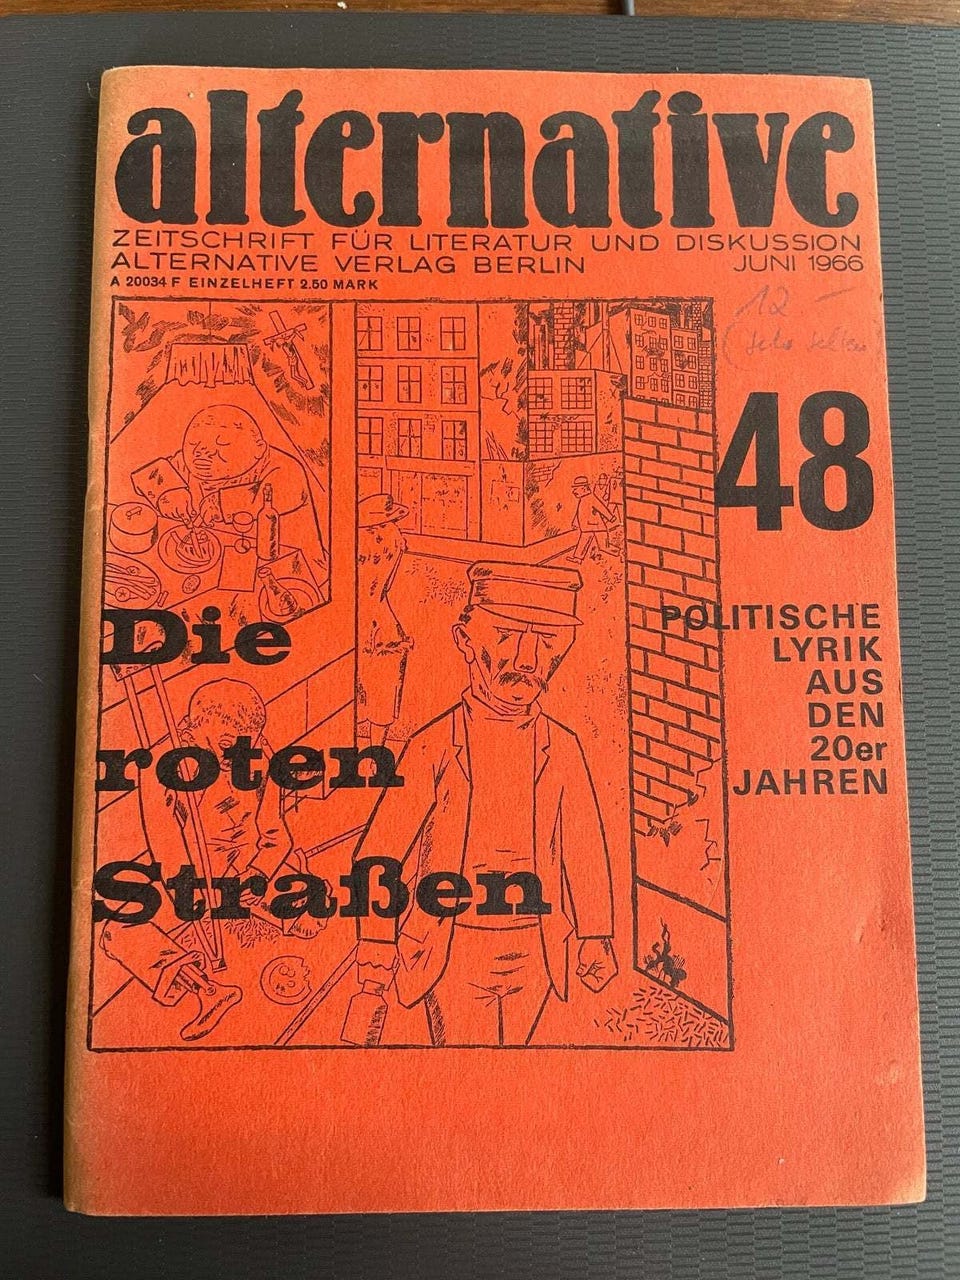 alternative
ZEITSCHRIFT FÜR LITERATUR UND DISKUSSION
ALTERNATIVE VERLAG BERLIN JUNI 1966
A 20034 F EINZELHEFT 2.50 MARK
12 –
48
POLITISCHE
LYRIK
AUS
DEN
20er
JAHREN
Die
roten
Straßen